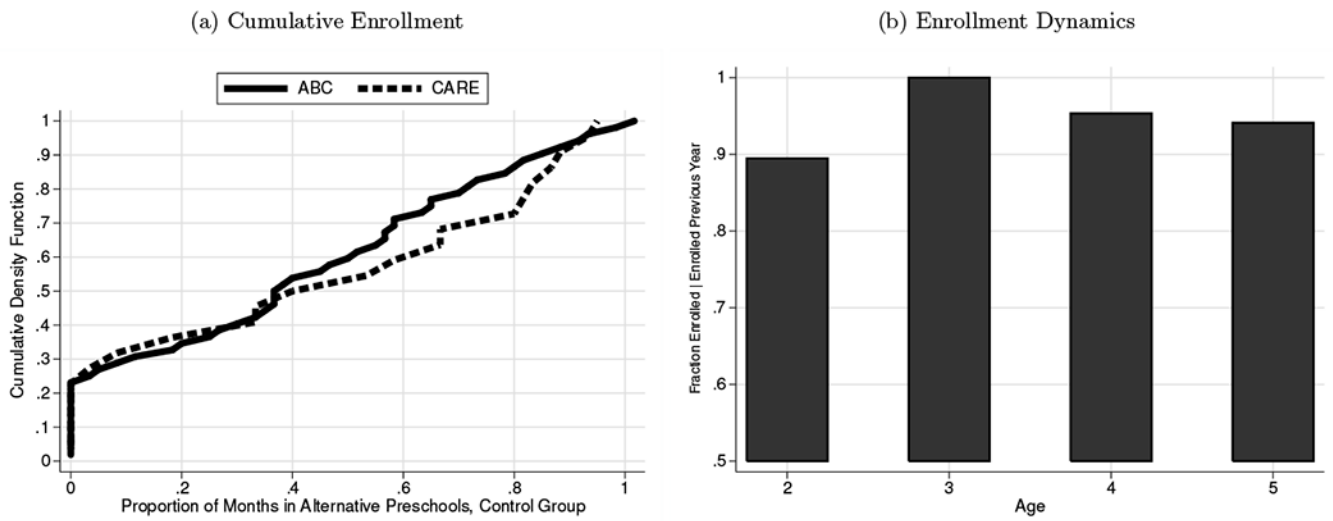 (a) Cumulative Enrollment
ABC CARE
Cumulative Density Function
1
.9
.8
.7
.6
.5
.4
.3
.2
.1
0
0 .2 .4 .6 .8 1
Proportion of Months in Alternative Preschools, Control Group
(b) Enrollment Dynamics
Fraction Enrolled | Enrolled Previous Year
1
.9
.8
.7
.6
.5
2 3 4 5
Age